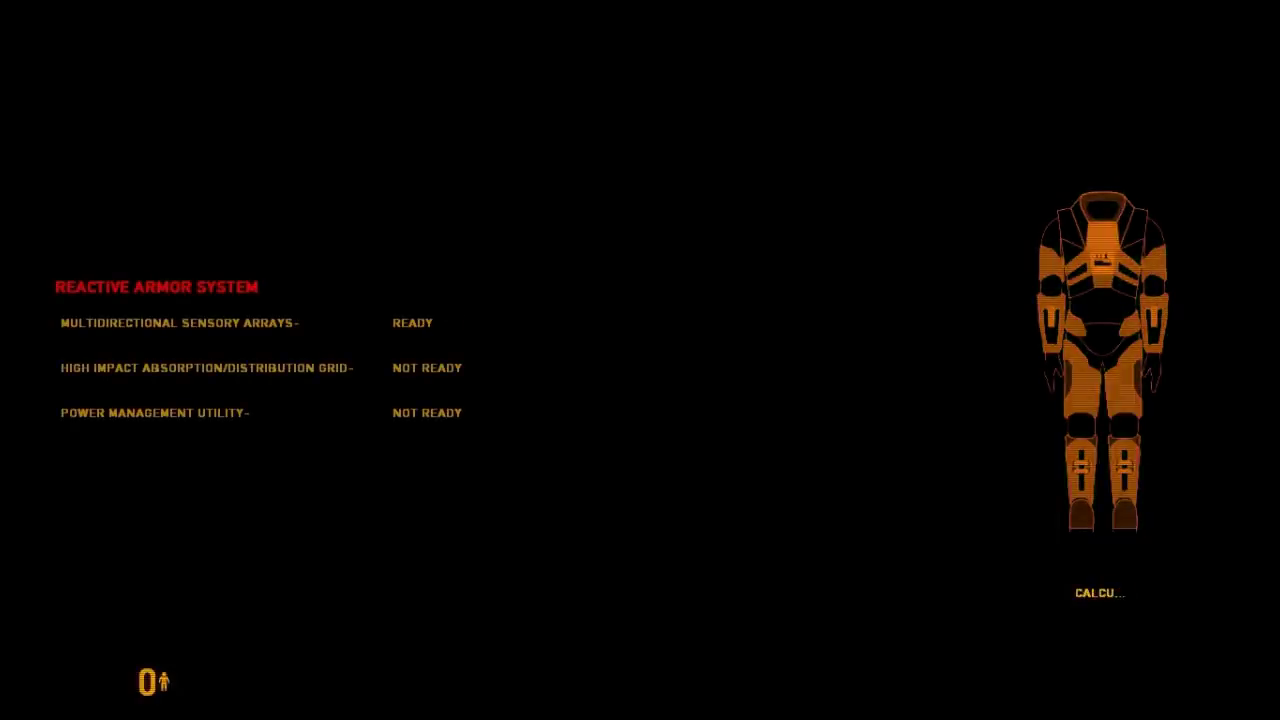 REACTIVE ARMOR SYSTEM
MULTIDIRECTIONAL SENSORY ARRAYS- READY
HIGH IMPACT ABSORPTION/DISTRIBUTION GRID- NOT READY
POWER MANAGEMENT UTILITY- NOT READY
CALCU...
0